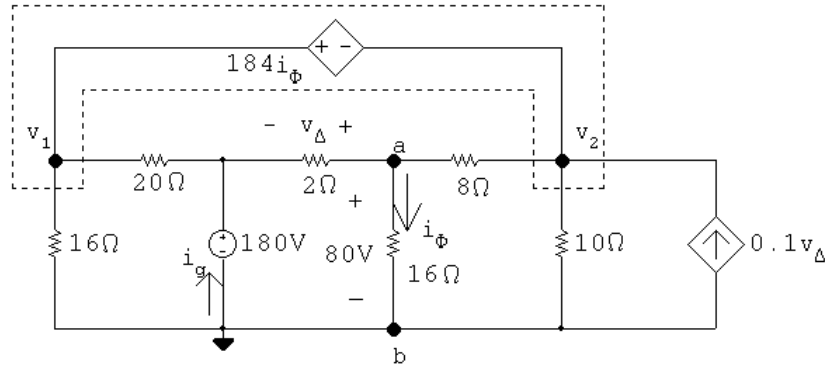 + -
184i_Φ
v_1
- v_Δ +
a
v_2
20Ω
2Ω
8Ω
+
16Ω
i_g
+
-
180V
80V
i_Φ
16Ω
10Ω
0.1v_Δ
-
b